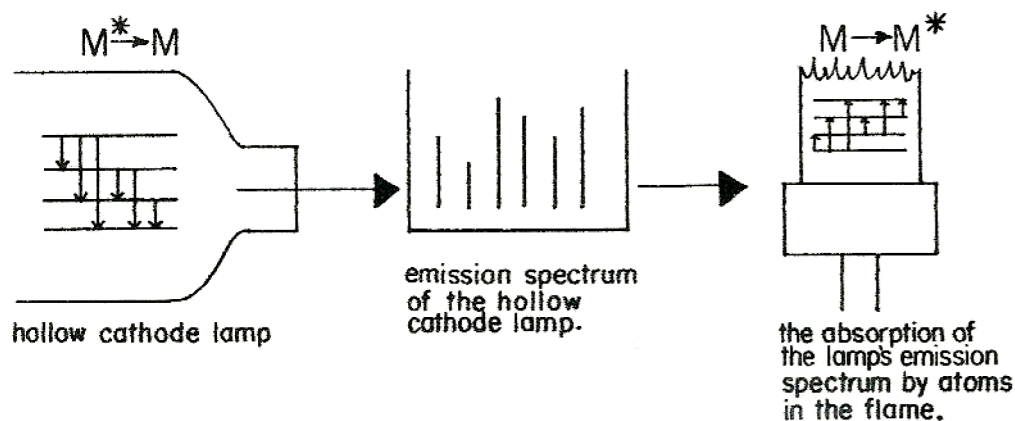 M*→M
hollow cathode lamp
emission spectrum
of the hollow
cathode lamp.
M→M*
the absorption of
the lamp's emission
spectrum by atoms
in the flame.